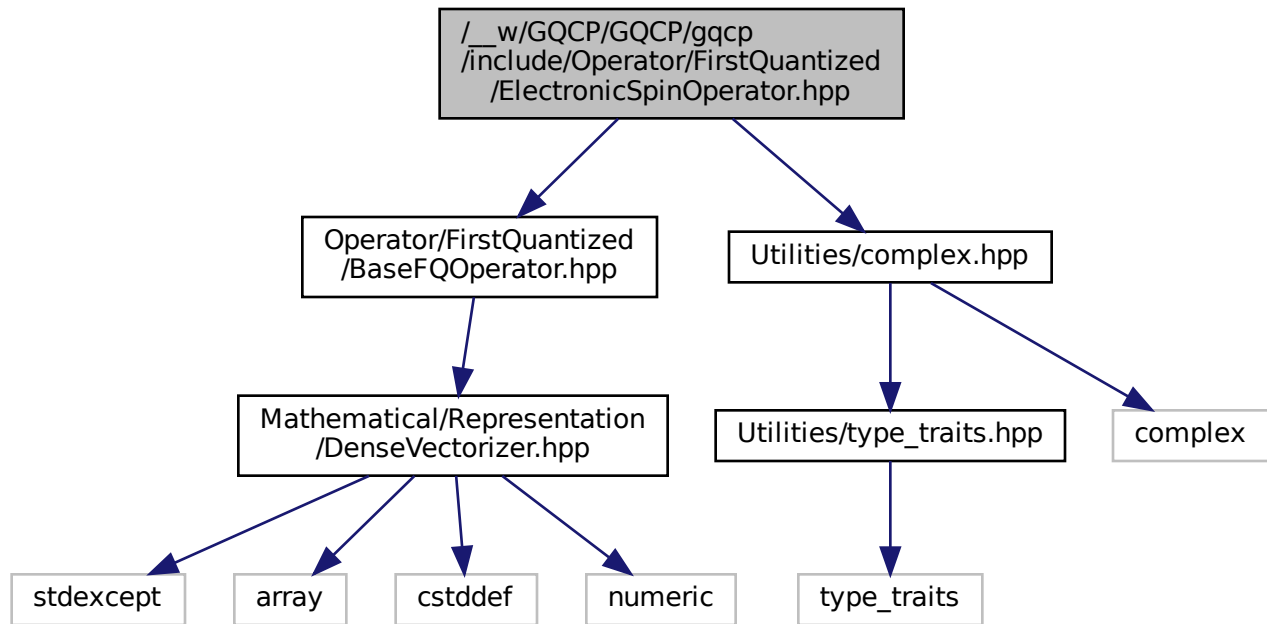 /__w/GQCP/GQCP/gqcp
/include/Operator/FirstQuantized
/ElectronicSpinOperator.hpp
Operator/FirstQuantized
/BaseFQOperator.hpp
Utilities/complex.hpp
Mathematical/Representation
/DenseVectorizer.hpp
Utilities/type_traits.hpp
complex
stdexcept
array
cstddef
numeric
type_traits